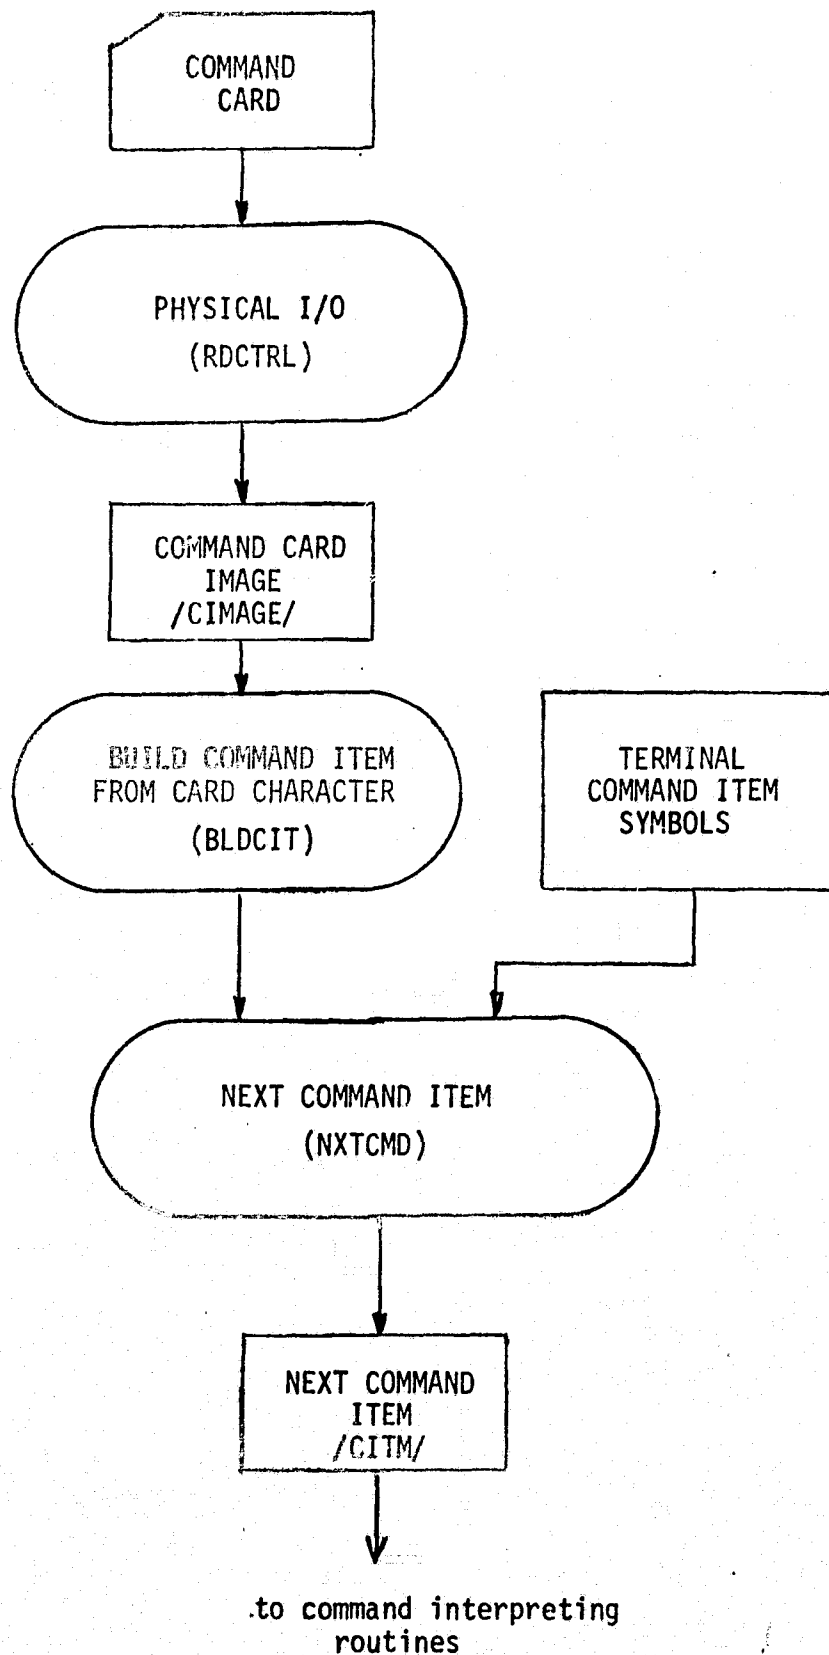 COMMAND
CARD
PHYSICAL I/O
(RDCTRL)
COMMAND CARD
IMAGE
/CIMAGE/
BUILD COMMAND ITEM
FROM CARD CHARACTER
(BLDCIT)
TERMINAL
COMMAND ITEM
SYMBOLS
NEXT COMMAND ITEM
(NXTCMD)
NEXT COMMAND
ITEM
/CITM/
to command interpreting
routines